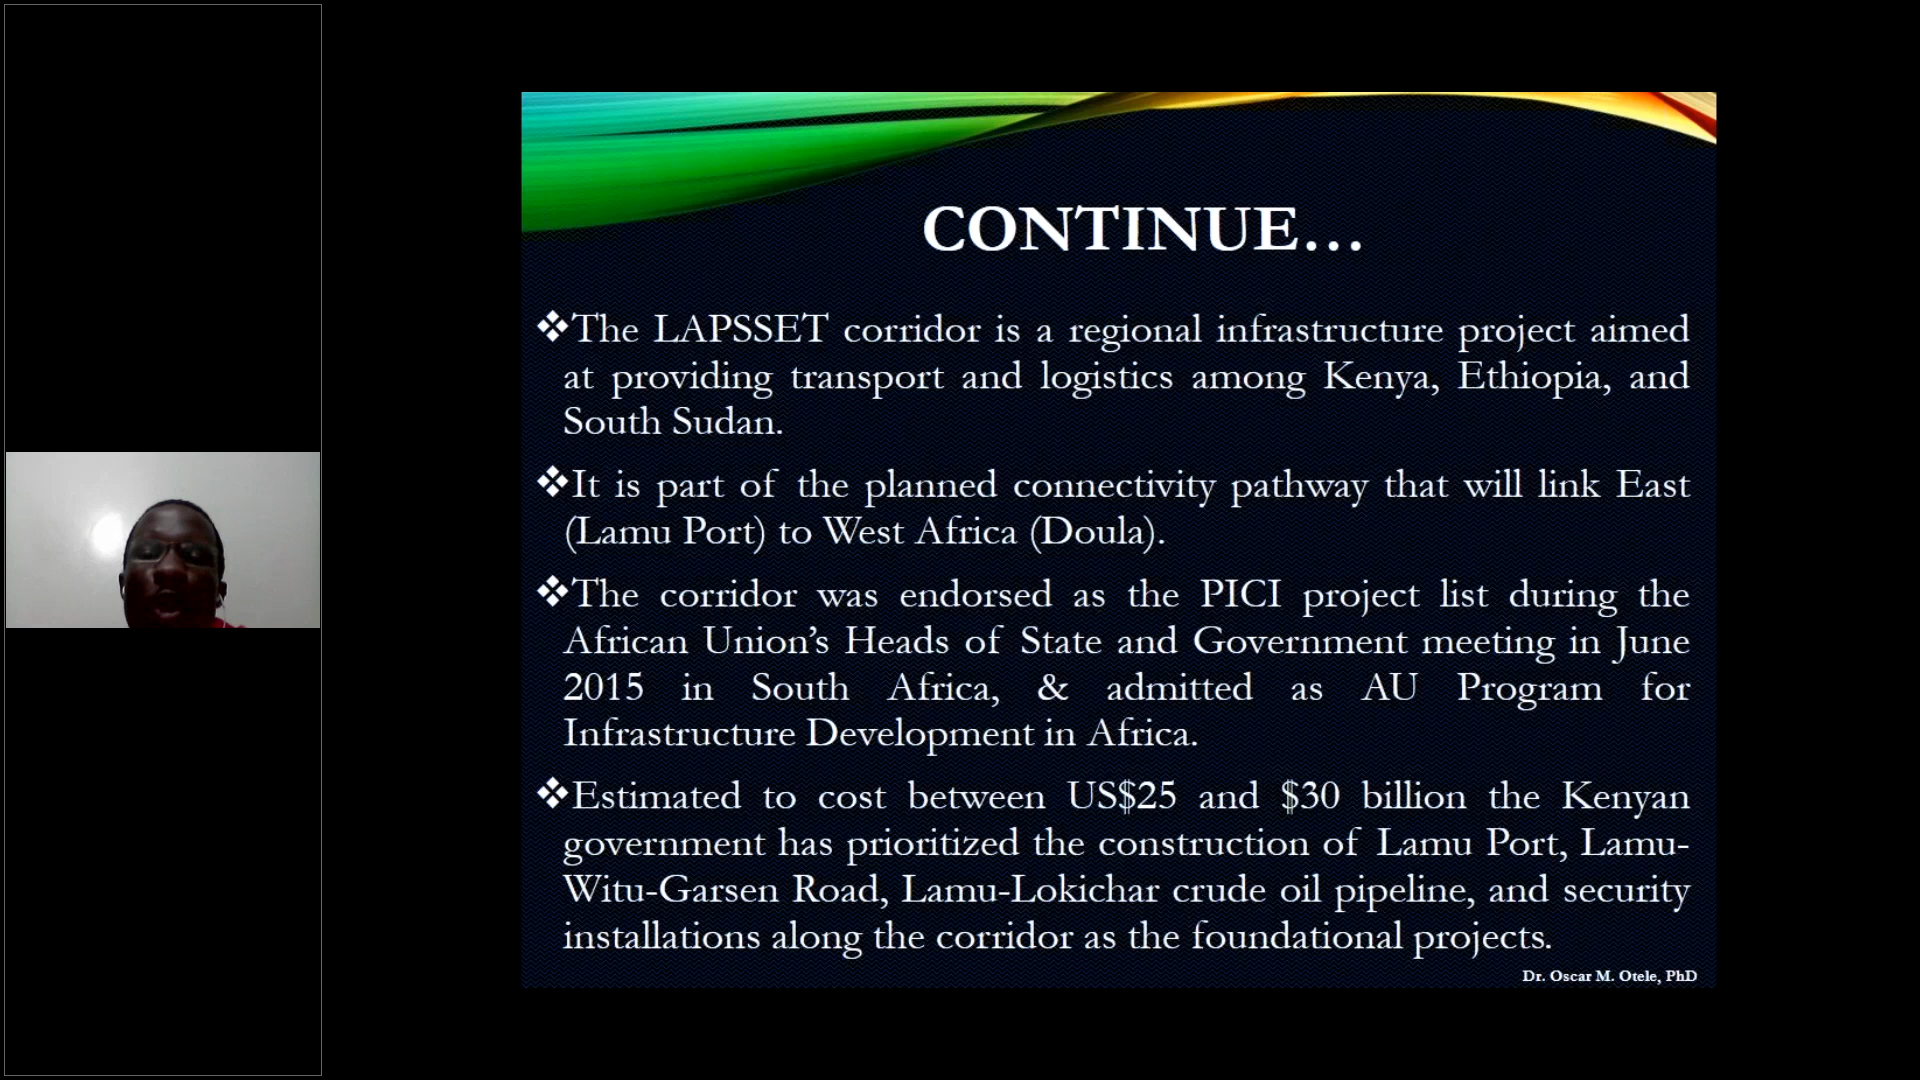 CONTINUE…
❖The LAPSSET corridor is a regional infrastructure project aimed
at providing transport and logistics among Kenya, Ethiopia, and
South Sudan.
❖It is part of the planned connectivity pathway that will link East
(Lamu Port) to West Africa (Doula).
❖The corridor was endorsed as the PICI project list during the
African Union’s Heads of State and Government meeting in June
2015 in South Africa, & admitted as AU Program for
Infrastructure Development in Africa.
❖Estimated to cost between US$25 and $30 billion the Kenyan
government has prioritized the construction of Lamu Port, Lamu-
Witu-Garsen Road, Lamu-Lokichar crude oil pipeline, and security
installations along the corridor as the foundational projects.
Dr. Oscar M. Otele, PhD